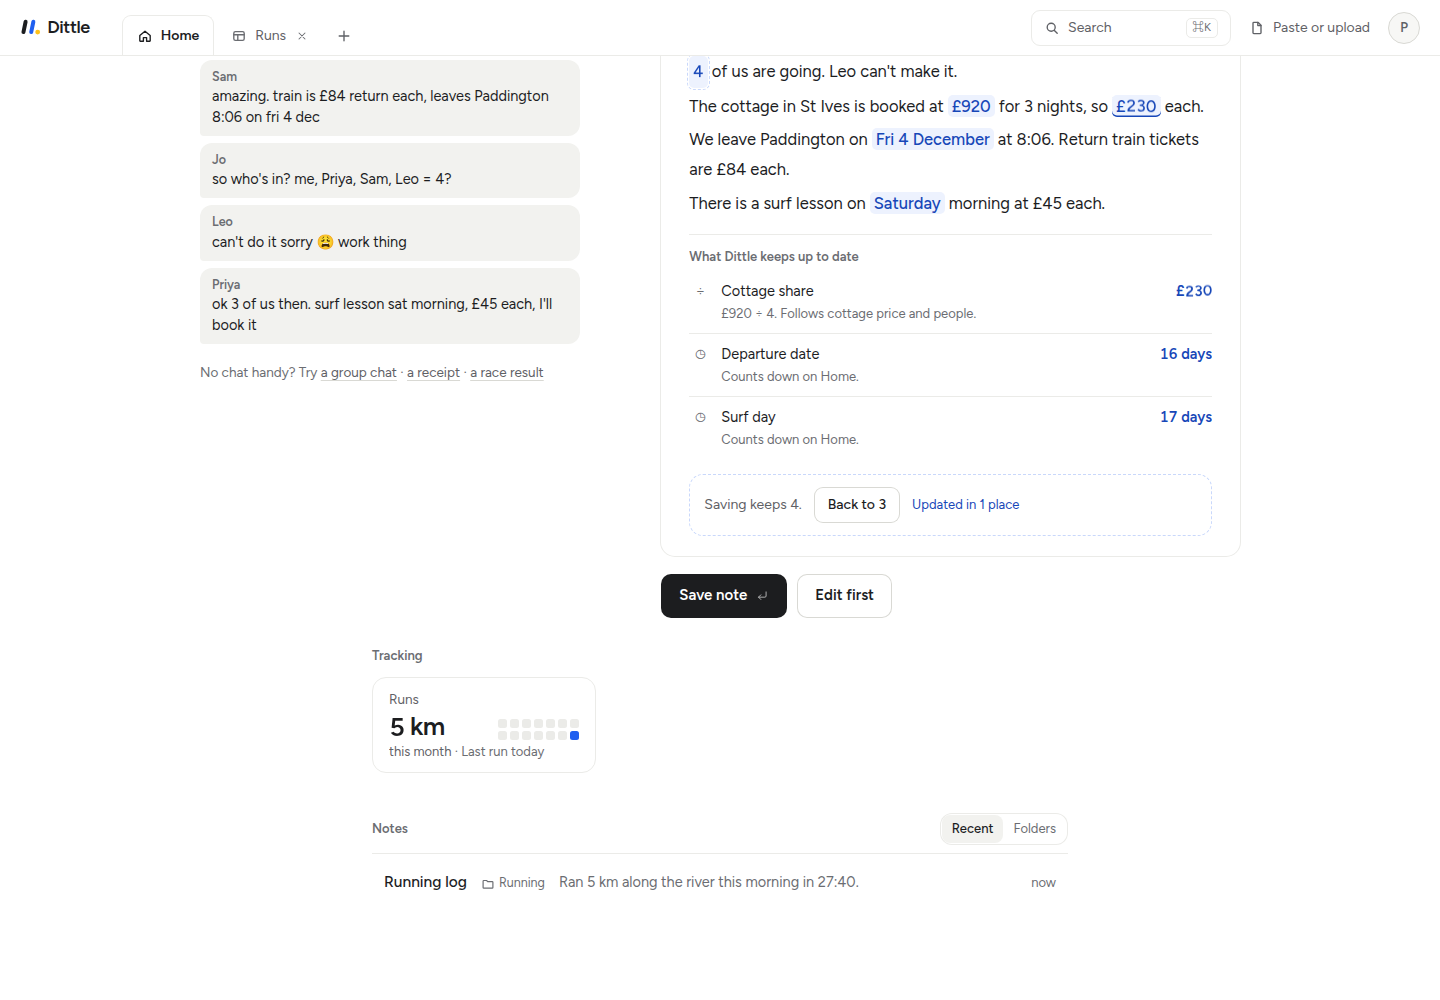 Dittle
Home
Runs
Search
⌘K
Paste or upload
P
Sam
amazing. train is £84 return each, leaves Paddington
8:06 on fri 4 dec
Jo
so who's in? me, Priya, Sam, Leo = 4?
Leo
can't do it sorry 😩 work thing
Priya
ok 3 of us then. surf lesson sat morning, £45 each, I'll
book it
No chat handy? Try a group chat · a receipt · a race result
4 of us are going. Leo can't make it.
The cottage in St Ives is booked at £920 for 3 nights, so £230 each.
We leave Paddington on Fri 4 December at 8:06. Return train tickets
are £84 each.
There is a surf lesson on Saturday morning at £45 each.
What Dittle keeps up to date
÷ Cottage share £230
£920 ÷ 4. Follows cottage price and people.
Departure date 16 days
Counts down on Home.
Surf day 17 days
Counts down on Home.
Saving keeps 4. Back to 3 Updated in 1 place
Save note
Edit first
Tracking
Runs
5 km
this month · Last run today
Notes
Recent Folders
Running log Running Ran 5 km along the river this morning in 27:40. now